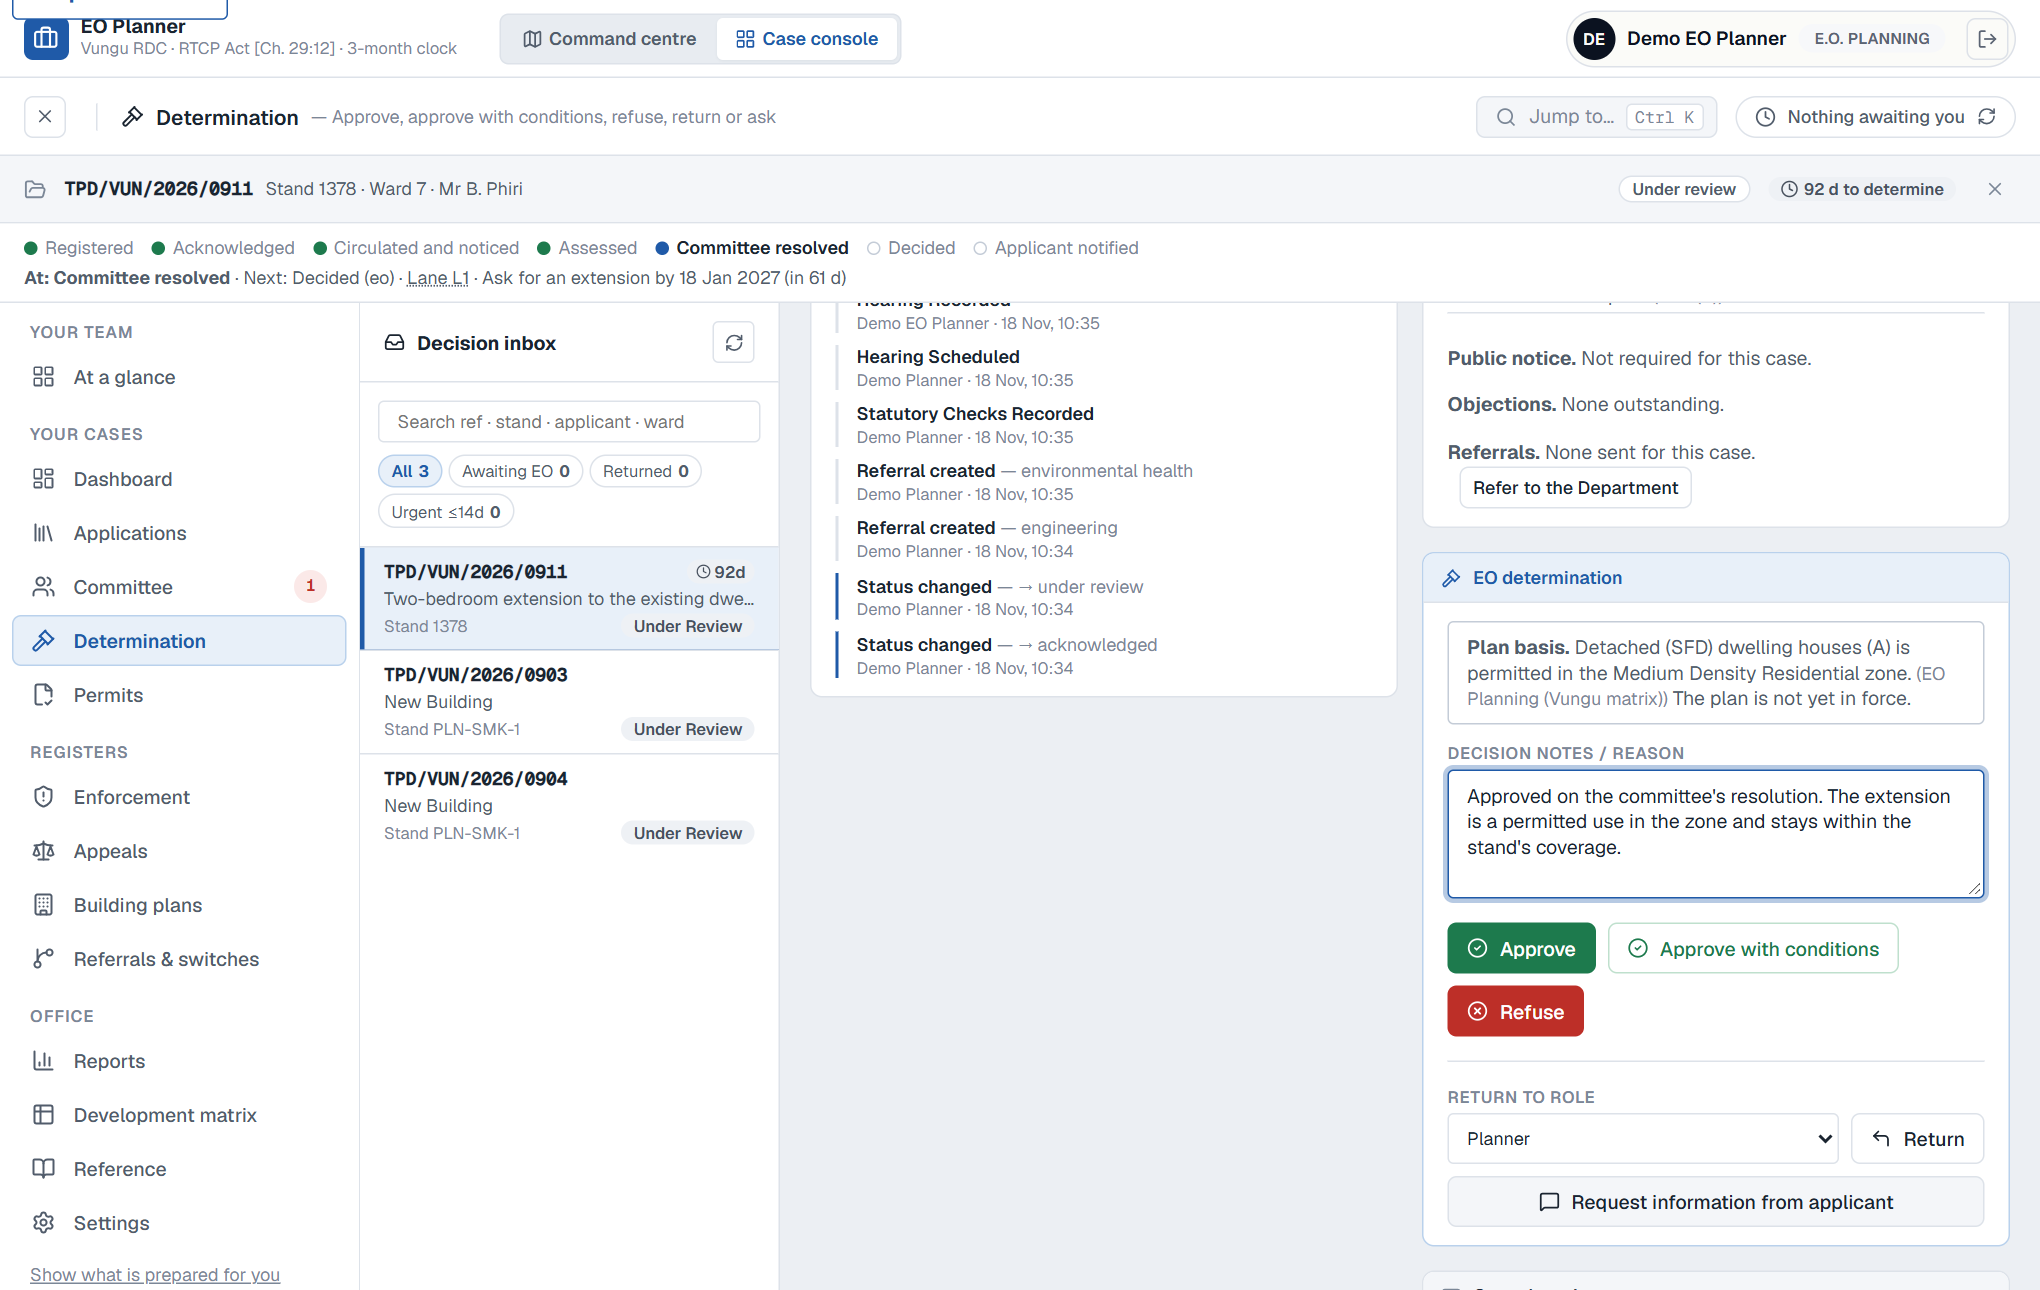 EO Planner
Vungu RDC · RTCP Act [Ch. 29:12] · 3-month clock
Command centre
Case console
DE
Demo EO Planner
E.O. PLANNING
Determination
— Approve, approve with conditions, refuse, return or ask
Jump to...
Ctrl K
Nothing awaiting you
TPD/VUN/2026/0911 Stand 1378 · Ward 7 · Mr B. Phiri
Under review
92 d to determine
Registered
Acknowledged
Circulated and noticed
Assessed
Committee resolved
Decided
Applicant notified
At: Committee resolved · Next: Decided (eo) · Lane L1 · Ask for an extension by 18 Jan 2027 (in 61 d)
YOUR TEAM
At a glance
YOUR CASES
Dashboard
Applications
Committee
1
Determination
Permits
REGISTERS
Enforcement
Appeals
Building plans
Referrals & switches
OFFICE
Reports
Development matrix
Reference
Settings
Show what is prepared for you
Decision inbox
Search ref · stand · applicant · ward
All 3
Awaiting EO 0
Returned 0
Urgent ≤14d 0
TPD/VUN/2026/0911
92d
Two-bedroom extension to the existing dwe...
Stand 1378
Under Review
TPD/VUN/2026/0903
New Building
Stand PLN-SMK-1
Under Review
TPD/VUN/2026/0904
New Building
Stand PLN-SMK-1
Under Review
Hearing Recorded
Demo EO Planner · 18 Nov, 10:35
Hearing Scheduled
Demo Planner · 18 Nov, 10:35
Statutory Checks Recorded
Demo Planner · 18 Nov, 10:35
Referral created — environmental health
Demo Planner · 18 Nov, 10:35
Referral created — engineering
Demo Planner · 18 Nov, 10:34
Status changed — → under review
Demo Planner · 18 Nov, 10:34
Status changed — → acknowledged
Demo Planner · 18 Nov, 10:34
Public notice. Not required for this case.
Objections. None outstanding.
Referrals. None sent for this case.
Refer to the Department
EO determination
Plan basis. Detached (SFD) dwelling houses (A) is
permitted in the Medium Density Residential zone. (EO
Planning (Vungu matrix)) The plan is not yet in force.
DECISION NOTES / REASON
Approved on the committee's resolution. The extension
is a permitted use in the zone and stays within the
stand's coverage.
Approve
Approve with conditions
Refuse
RETURN TO ROLE
Planner
Return
Request information from applicant